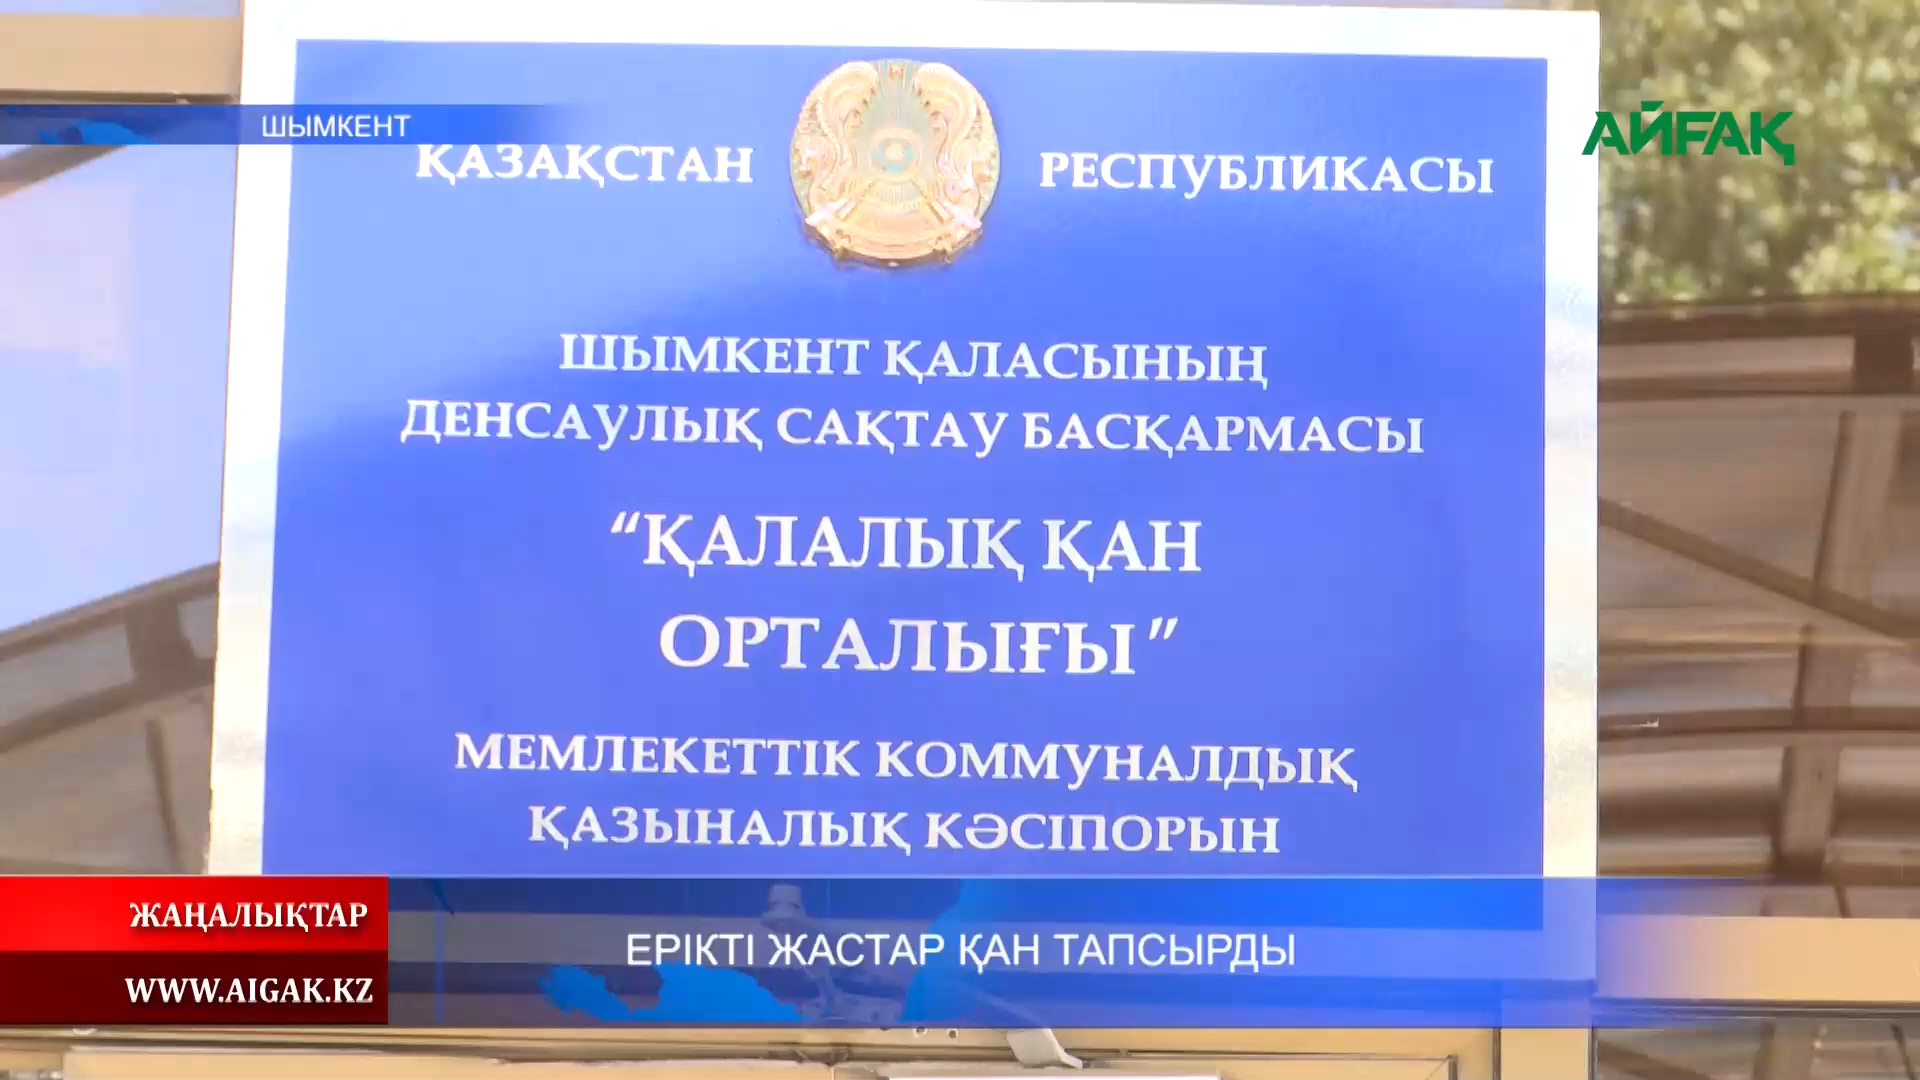 ШЫМКЕНТ
АЙҒАҚ
ҚАЗАҚСТАН РЕСПУБЛИКАСЫ
ШЫМКЕНТ ҚАЛАСЫНЫҢ
ДЕНСАУЛЫҚ САҚТАУ БАСҚАРМАСЫ
“ҚАЛАЛЫҚ ҚАН
ОРТАЛЫҒЫ”
МЕМЛЕКЕТТІК КОММУНАЛДЫҚ
ҚАЗЫНАЛЫҚ КӘСІПОРЫН
ЖАҢАЛЫҚТАР
WWW.AIGAK.KZ
ЕРІКТІ ЖАСТАР ҚАН ТАПСЫРДЫ